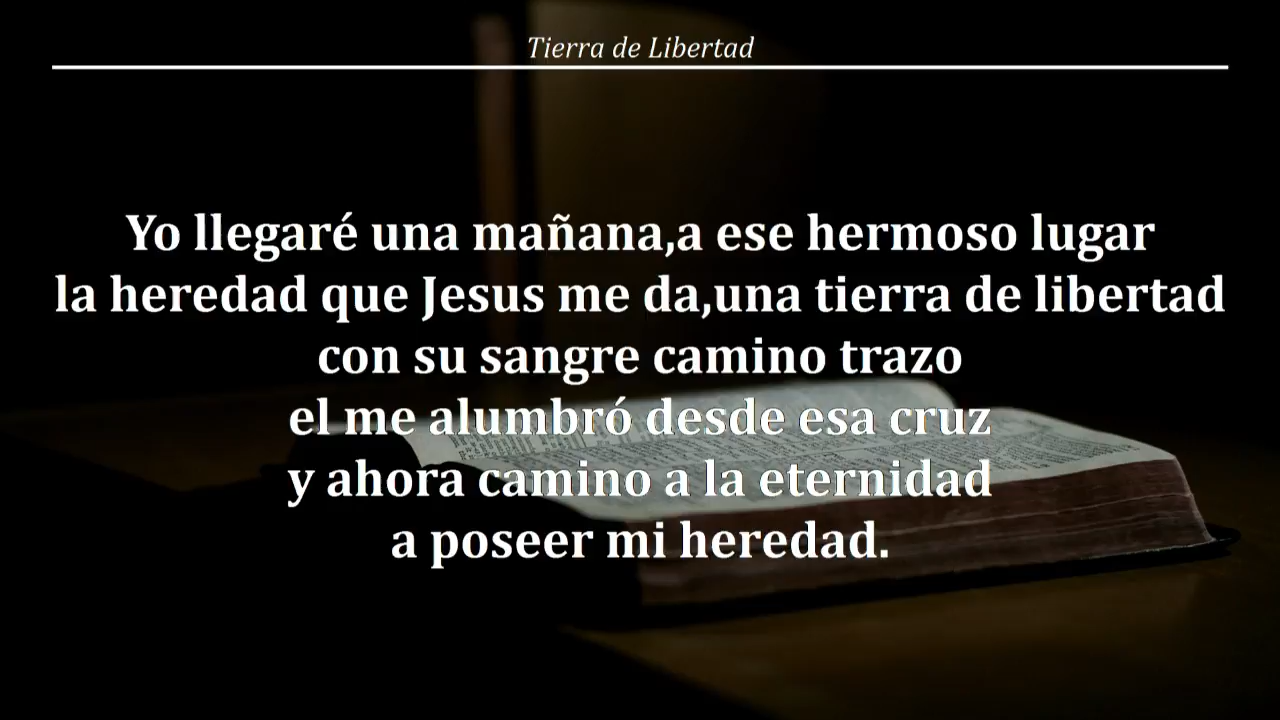 Tierra de Libertad
Yo llegaré una mañana,a ese hermoso lugar
la heredad que Jesus me da,una tierra de libertad
con su sangre camino trazo
el me alumbró desde esa cruz
y ahora camino a la eternidad
a poseer mi heredad.